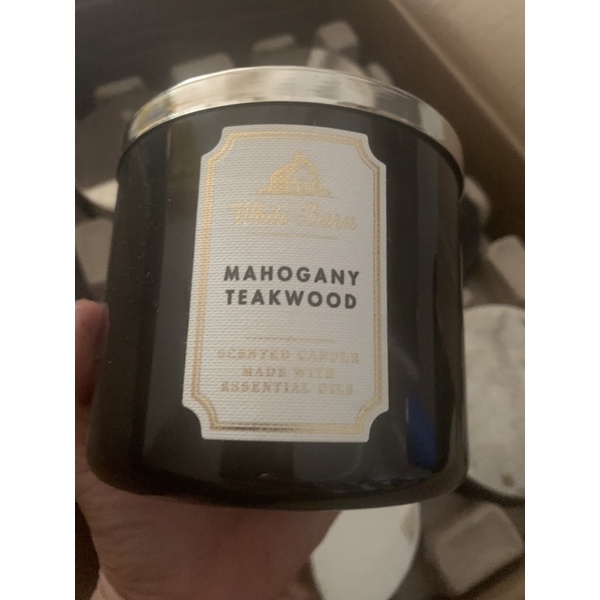 White Barn
MAHOGANY
TEAKWOOD
SCENTED CANDLE
MADE WITH
ESSENTIAL OILS